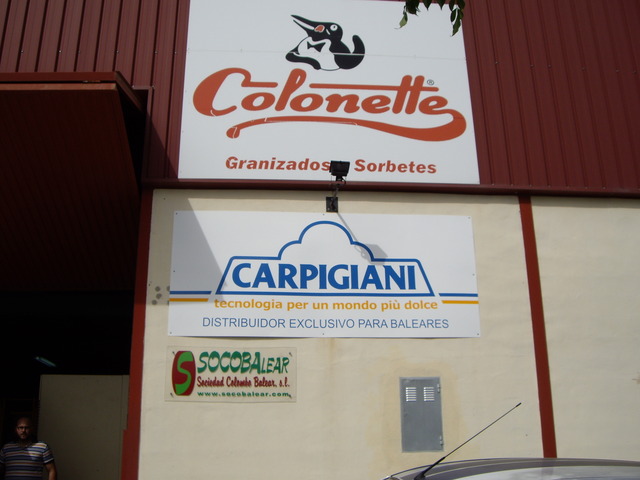 Colonette®
Granizados Sorbetes
CARPIGIANI
tecnologia per un mondo più dolce
DISTRIBUIDOR EXCLUSIVO PARA BALEARES
S SOCOBALEAR
Sociedad Colombo Balear, s.l.
www.socobalear.com